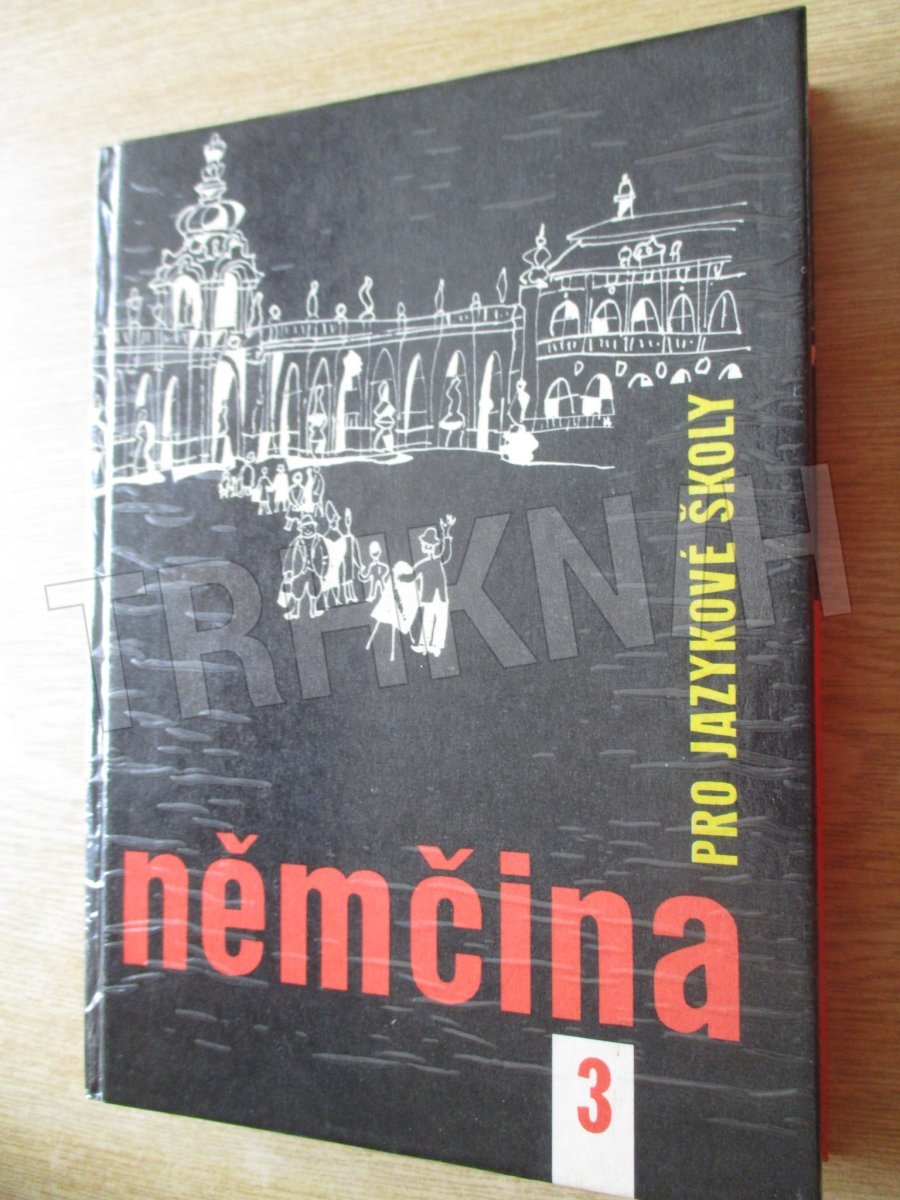 PRO JAZYKOVÉ ŠKOLY
němčina
3
TRHKNIH